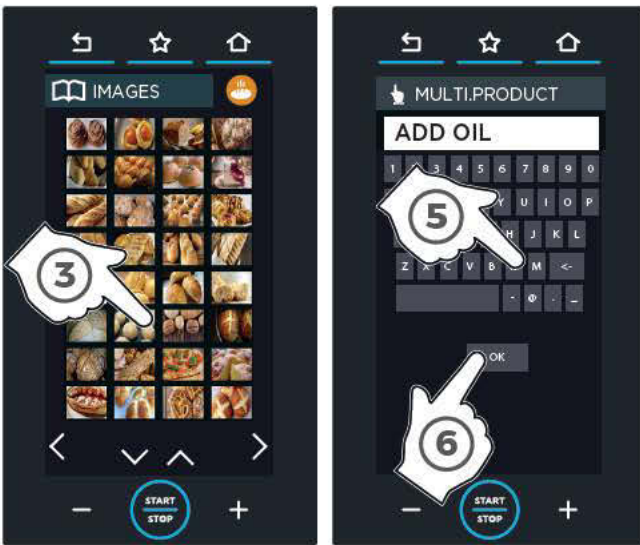 IMAGES
3
−
START
STOP
+
MULTI.PRODUCT
ADD OIL
1 3 4 5 6 7 8 9 0
Y U I O P
5
H J K L
Z X C V B M <-
- @ . _
OK
6
−
START
STOP
+